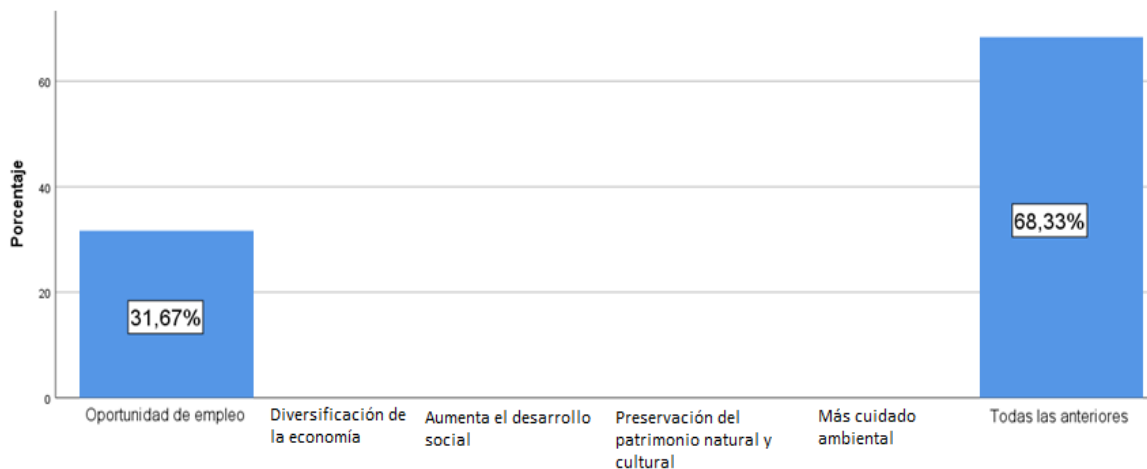 Porcentaje
60
40
20
0
31,67%
68,33%
Oportunidad de empleo
Diversificación de
la economía
Aumenta el desarrollo
social
Preservación del
patrimonio natural y
cultural
Más cuidado
ambiental
Todas las anteriores